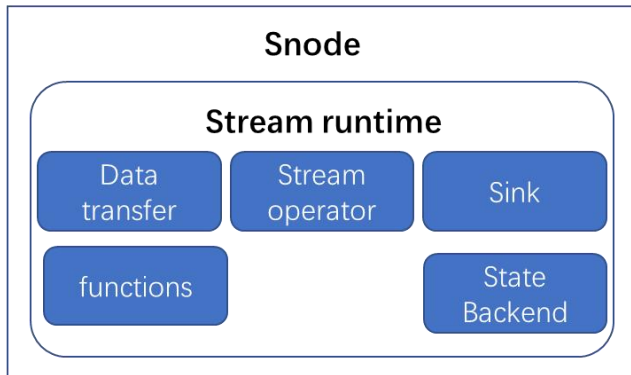 Snode
Stream runtime
Data
transfer
Stream
operator
Sink
functions
State
Backend